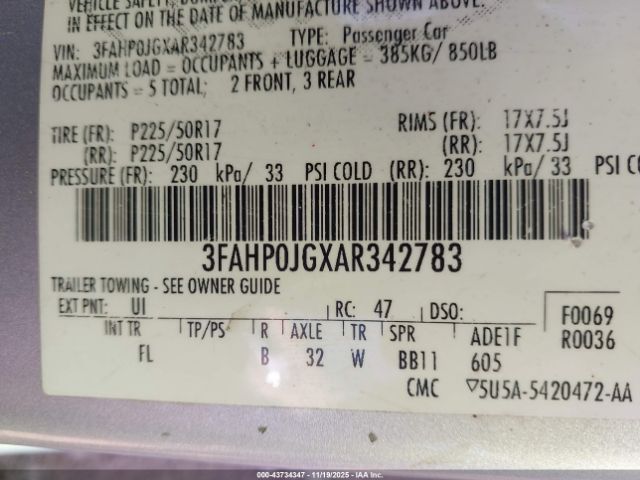 VEHICLE SAFETY, BUMPER,
IN EFFECT ON THE DATE OF MANUFACTURE SHOWN ABOVE.
VIN: 3FAHP0JGXAR342783 TYPE: Passenger Car
MAXIMUM LOAD = OCCUPANTS + LUGGAGE = 385KG/ 850LB
OCCUPANTS = 5 TOTAL; 2 FRONT, 3 REAR
TIRE (FR): P225/50R17 RIMS (FR): 17X7.5J
(RR): P225/50R17 (RR): 17X7.5J
PRESSURE (FR): 230 kPa/ 33 PSI COLD (RR): 230 kPa/ 33 PSI CO
3FAHP0JGXAR342783
TRAILER TOWING - SEE OWNER GUIDE
EXT PNT: UI RC: 47 DSO: F0069
INT TR TP/PS R AXLE TR SPR ADE1F R0036
FL B 32 W BB11 605
CMC ▽5U5A-5420472-AA
000-43734347 - 11/19/2025 - IAA Inc.